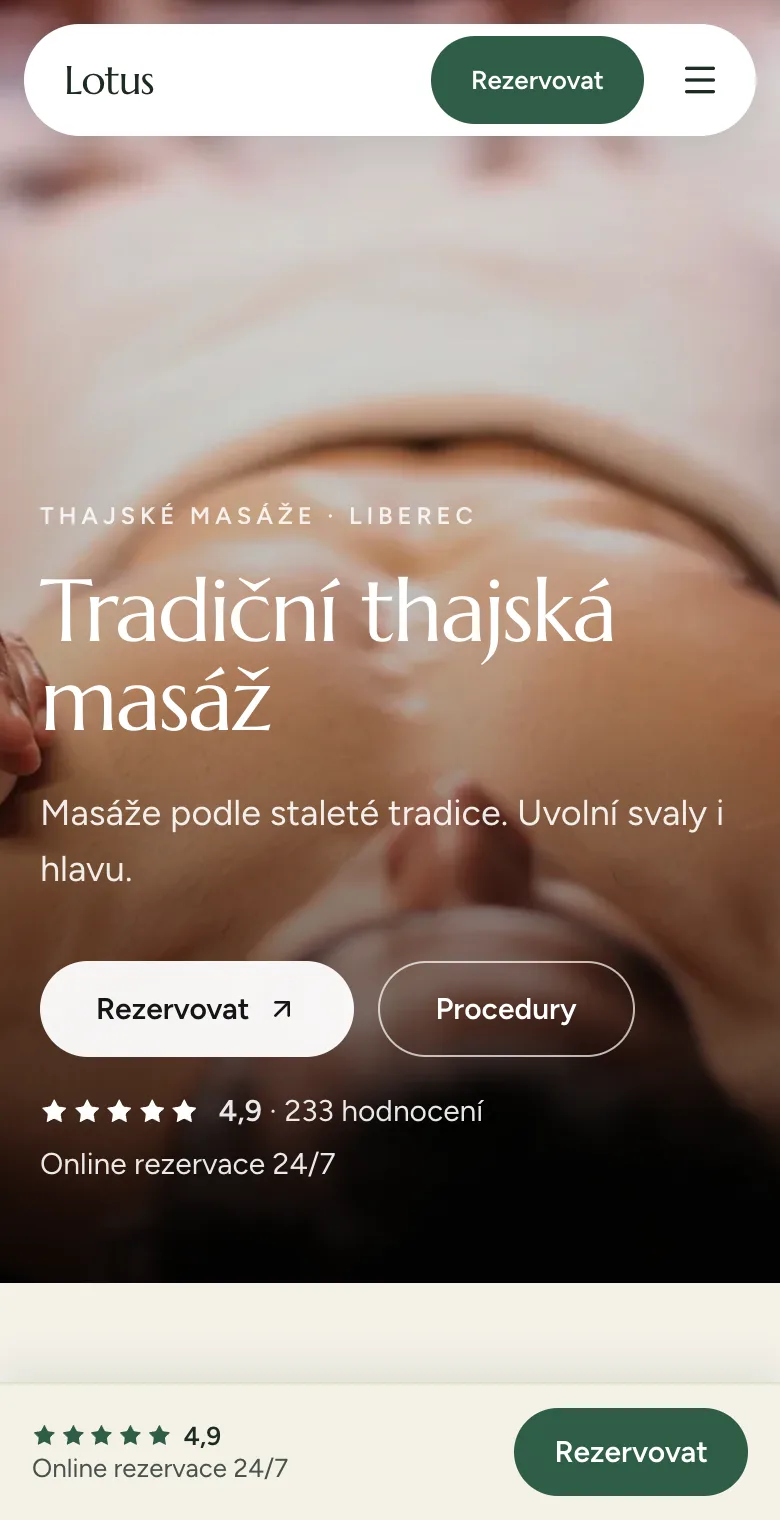 Lotus
Rezervovat
THAJSKÉ MASÁŽE · LIBEREC
Tradiční thajská
masáž
Masáže podle staleté tradice. Uvolní svaly i
hlavu.
Rezervovat
Procedury
4,9 · 233 hodnocení
Online rezervace 24/7
4,9
Online rezervace 24/7
Rezervovat